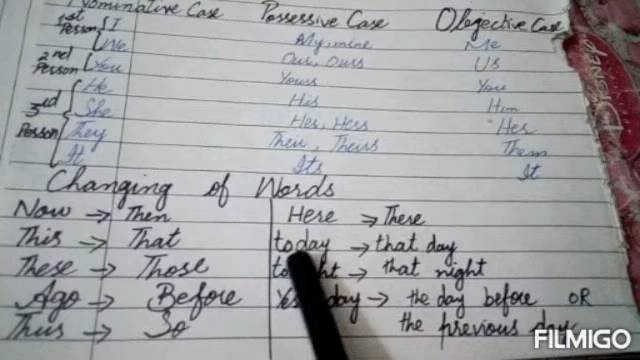 Nominative Case Possessive Case Objective Case
1st Person I My, mine Me
We Our, Ours Us
2nd Person You Yours You
3rd Person He His Him
She Her, Hers Her
They Their, Theirs Them
It Its It
Changing of Words
Now → Then Here → There
This → That today → that day
These → Those tonight → that night
Ago → Before Yesterday → the day before OR
Thus → So the previous day
FILMIGO